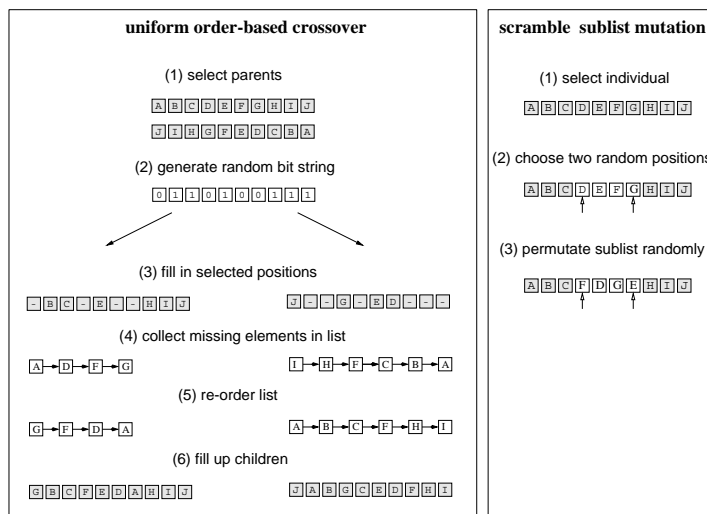 uniform order-based crossover
(1) select parents
A B C D E F G H I J
J I H G F E D C B A
(2) generate random bit string
0 1 1 0 1 0 0 1 1 1
(3) fill in selected positions
- B C - E - - H I J
J - - G - E D - - -
(4) collect missing elements in list
A D F G
I H F C B A
(5) re-order list
G F D A
A B C F H I
(6) fill up children
G B C F E D A H I J
J A B G C E D F H I
scramble sublist mutation
(1) select individual
A B C D E F G H I J
(2) choose two random positions
A B C D E F G H I J
(3) permutate sublist randomly
A B C F D G E H I J